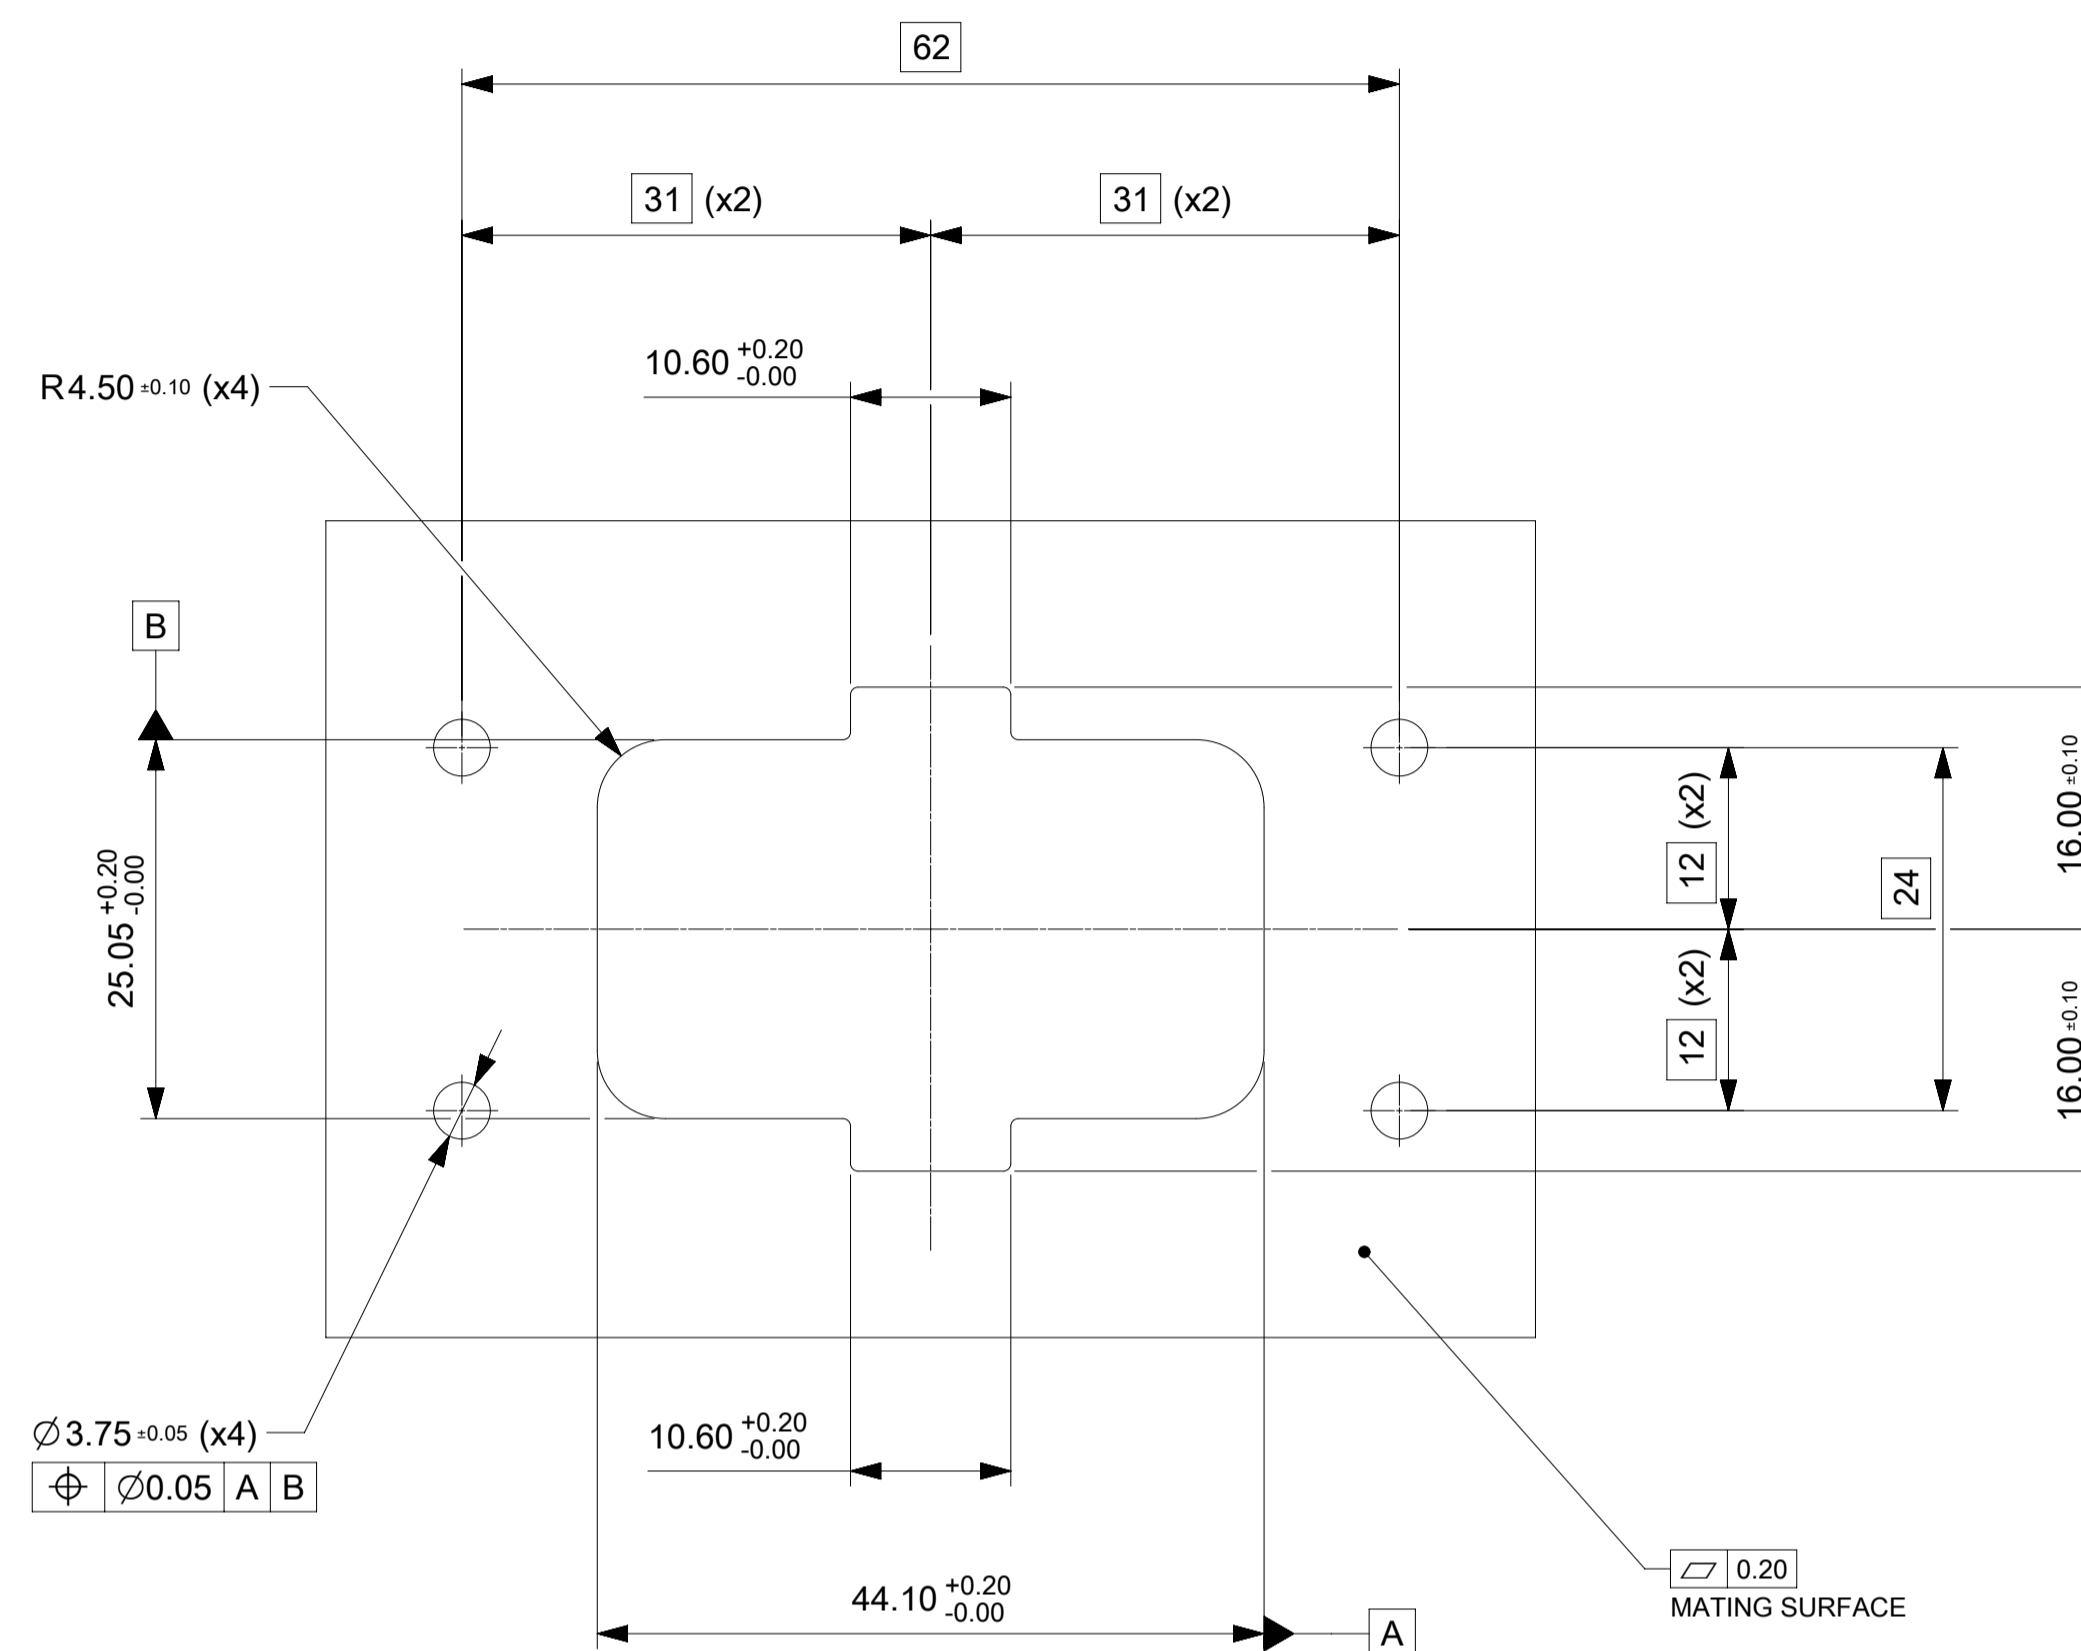 62
31 (x2)
31 (x2)
10.60 +0.20 -0.00
R4.50 ±0.10 (x4)
B
16.00 ±0.10
12 (x2)
24
25.05 +0.20 -0.00
12 (x2)
16.00 ±0.10
Ø3.75 ±0.05 (x4)
⌖ Ø0.05 A B
10.60 +0.20 -0.00
⏥ 0.20
MATING SURFACE
44.10 +0.20 -0.00
A